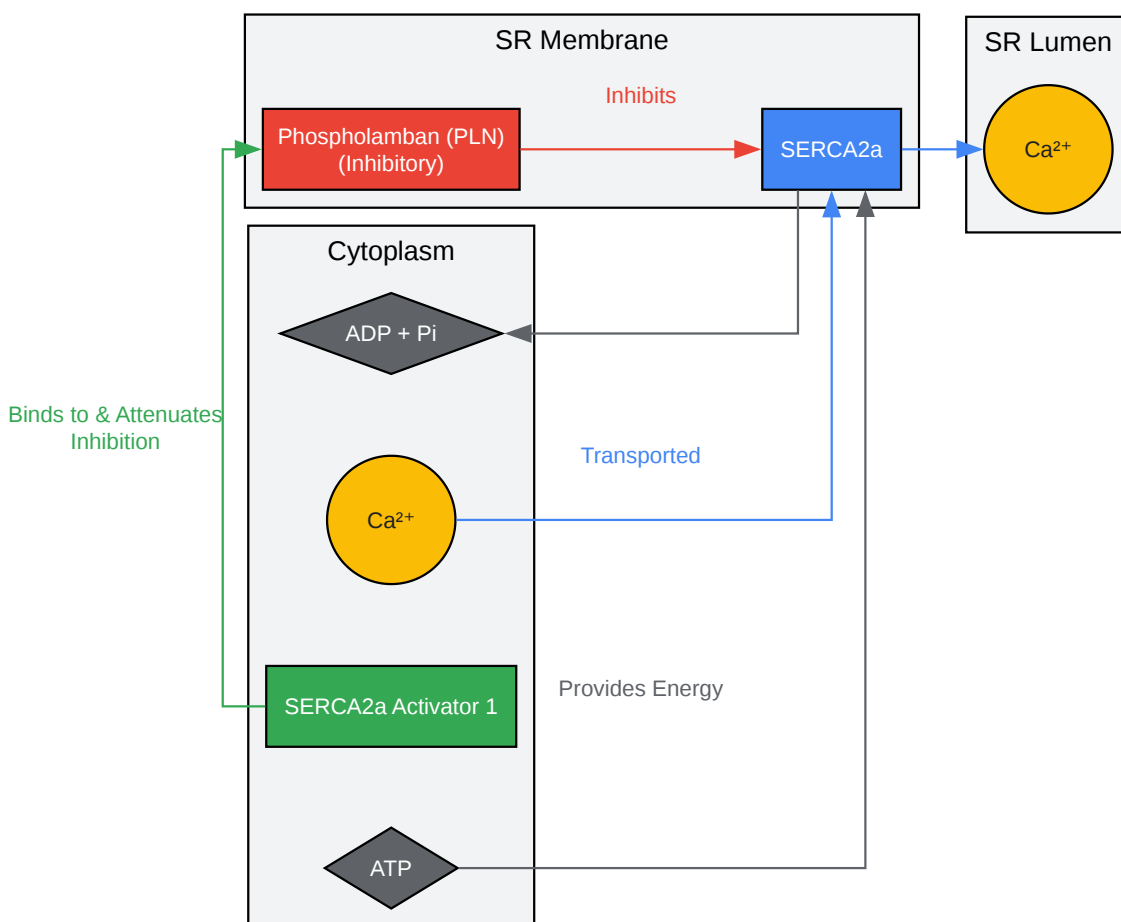 SR Membrane
SR Lumen
Inhibits
Phospholamban (PLN)
(Inhibitory)
SERCA2a
Ca²⁺
Cytoplasm
ADP + Pi
Binds to & Attenuates
Inhibition
Transported
Ca²⁺
SERCA2a Activator 1
Provides Energy
ATP